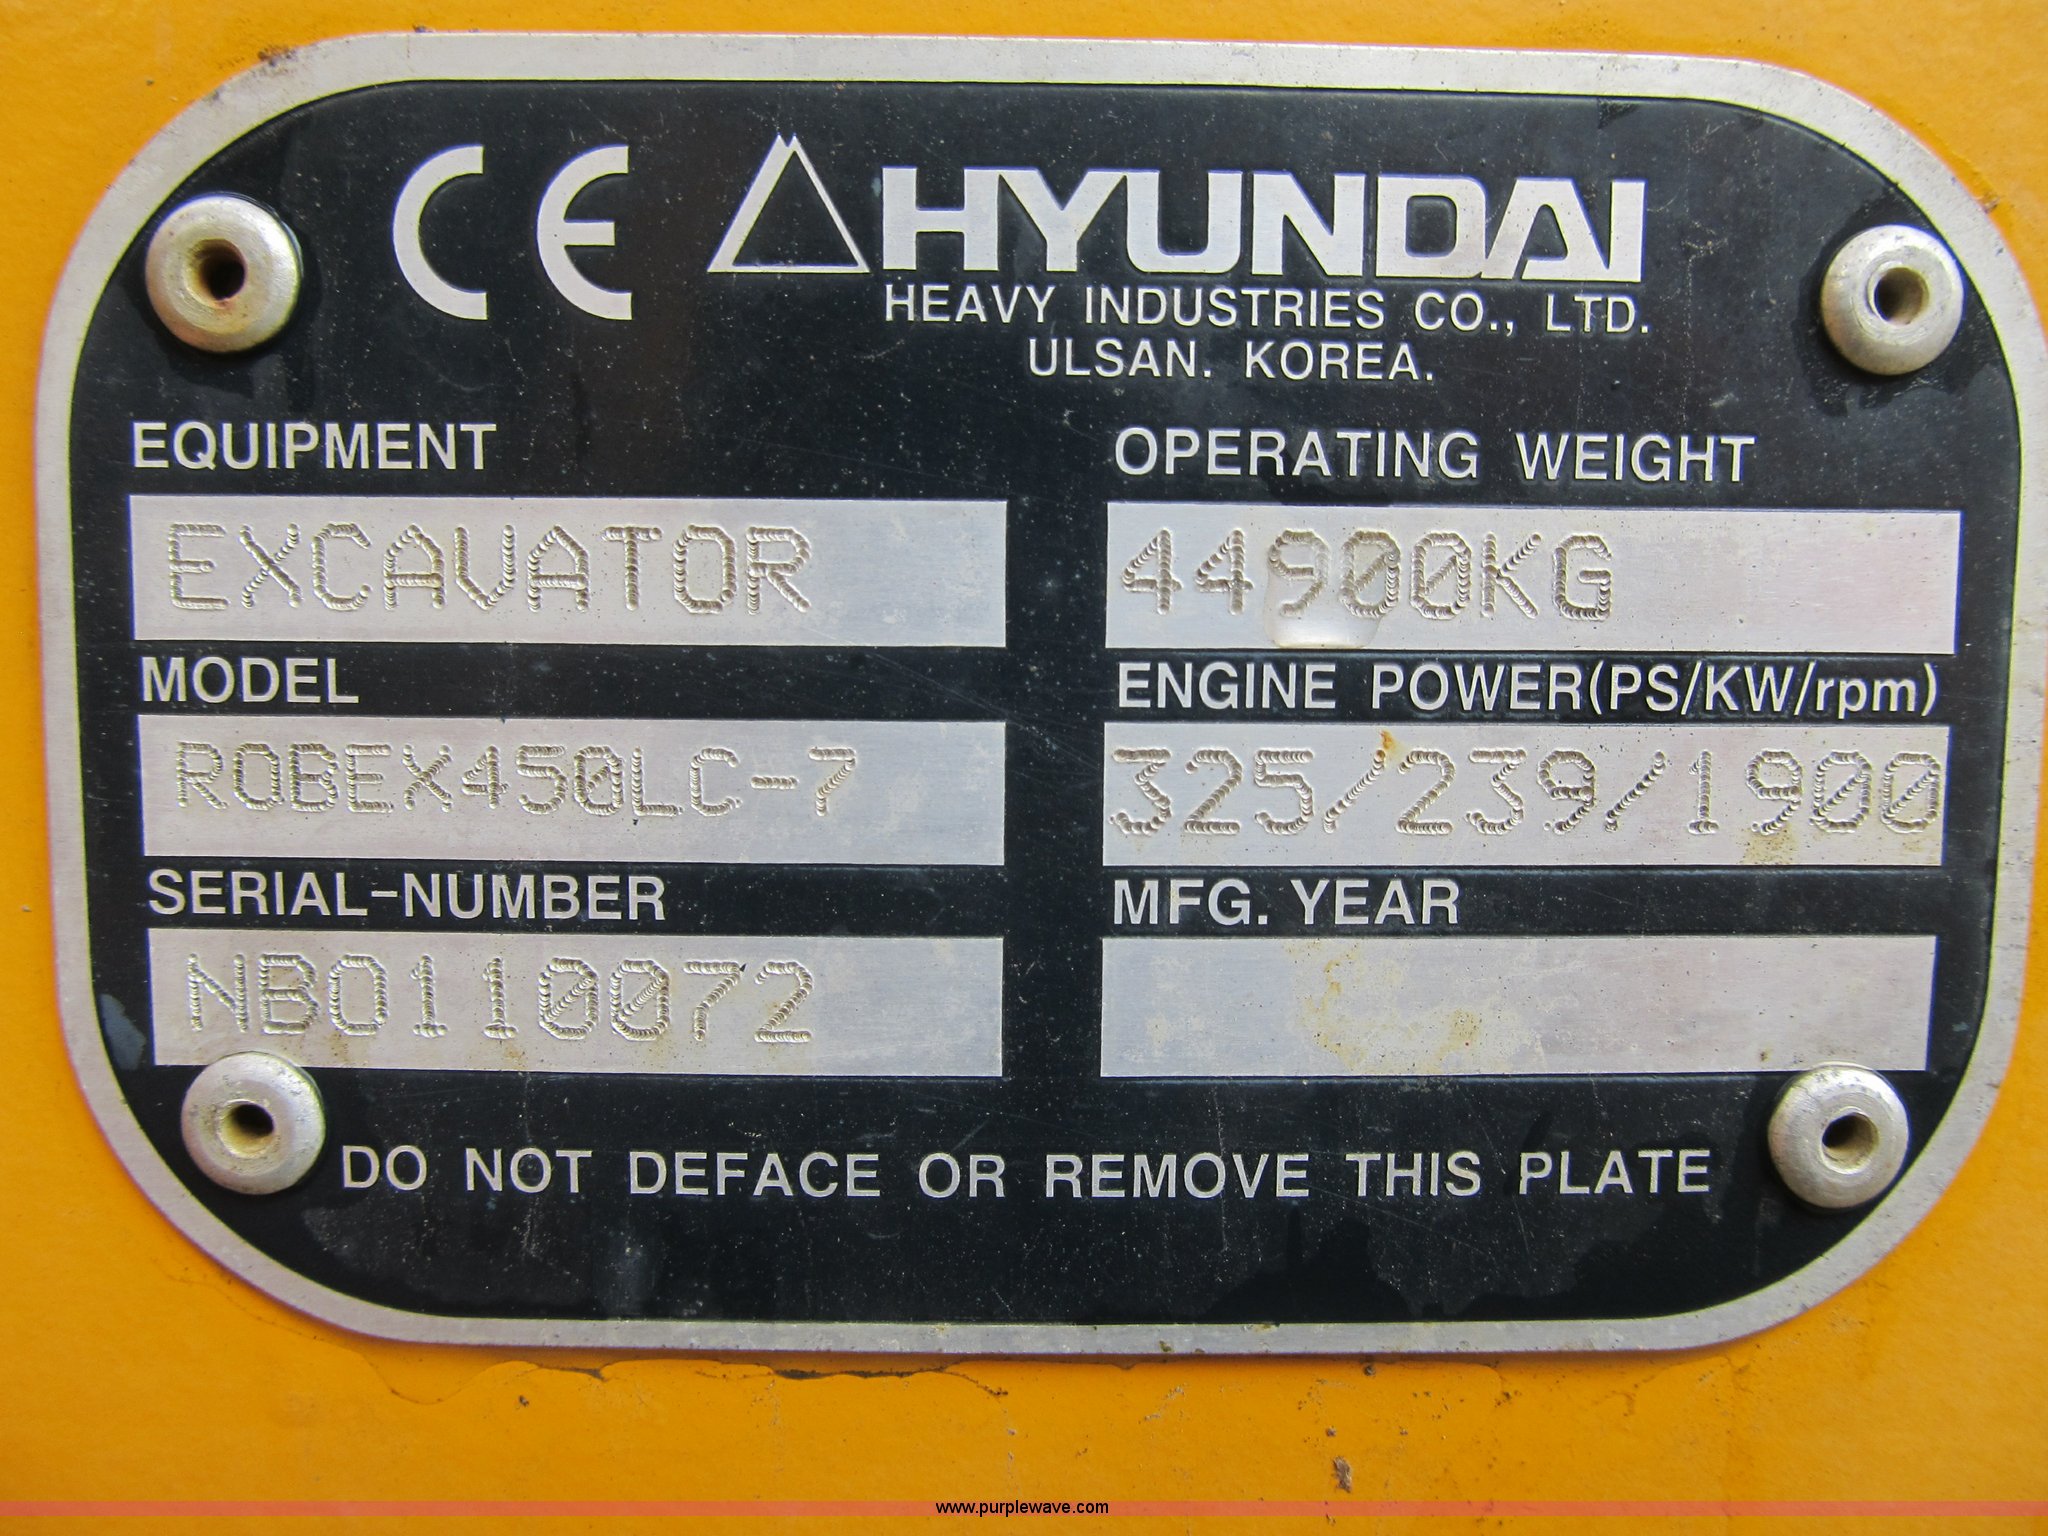 CE HYUNDAI
HEAVY INDUSTRIES CO., LTD.
ULSAN. KOREA.
EQUIPMENT
EXCAVATOR
MODEL
ROBEX450LC-7
SERIAL-NUMBER
NBO110072
OPERATING WEIGHT
44900KG
ENGINE POWER(PS/KW/rpm)
325/239/1900
MFG. YEAR
DO NOT DEFACE OR REMOVE THIS PLATE
www.purplewave.com